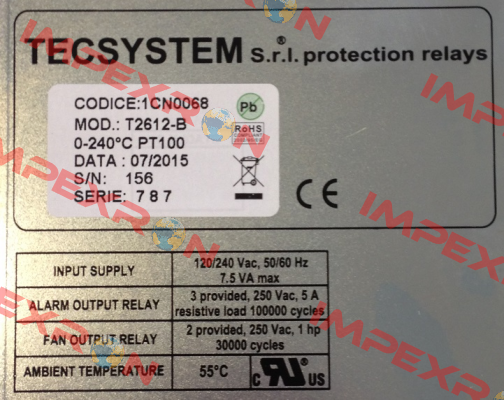 TECSYSTEM S.r.l. protection relays
®
CODICE:1CN0068
MOD.: T2612-B
0-240°C PT100
DATA : 07/2015
S/N: 156
SERIE: 7 8 7
Pb
RoHS
CE
INPUT SUPPLY 120/240 Vac, 50/60 Hz
7.5 VA max
ALARM OUTPUT RELAY 3 provided, 250 Vac, 5 A
resistive load 100000 cycles
FAN OUTPUT RELAY 2 provided, 250 Vac, 1 hp
30000 cycles
AMBIENT TEMPERATURE 55°C
c RU US
IMPEXRON
IMPEXRON
IMPEXRON
IMPEXRON